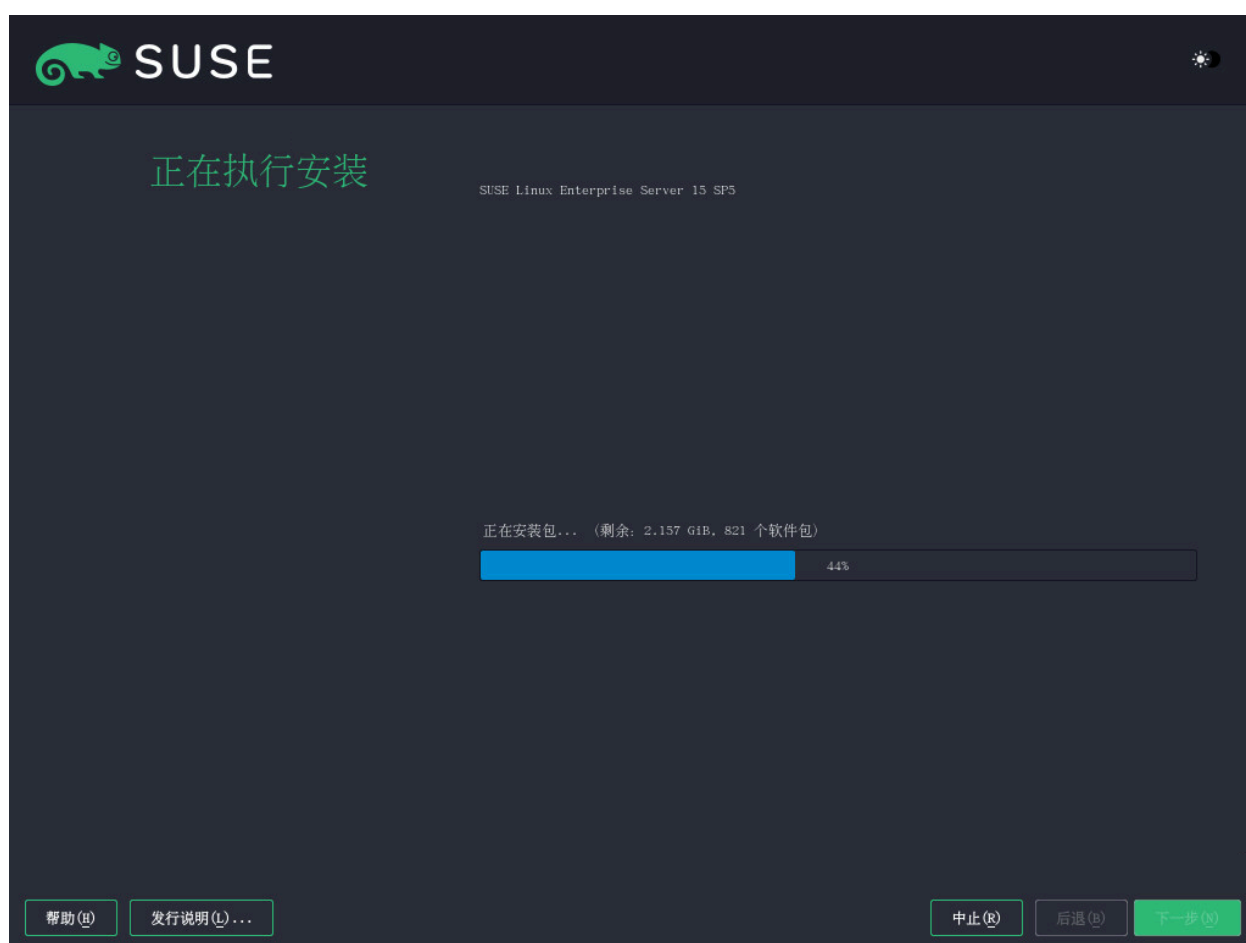 SUSE
正在执行安装
SUSE Linux Enterprise Server 15 SP5
正在安装包... (剩余: 2.157 GiB, 821 个软件包)
44%
帮助(H) 发行说明(L)... 中止(R) 后退(B) 下一步(N)